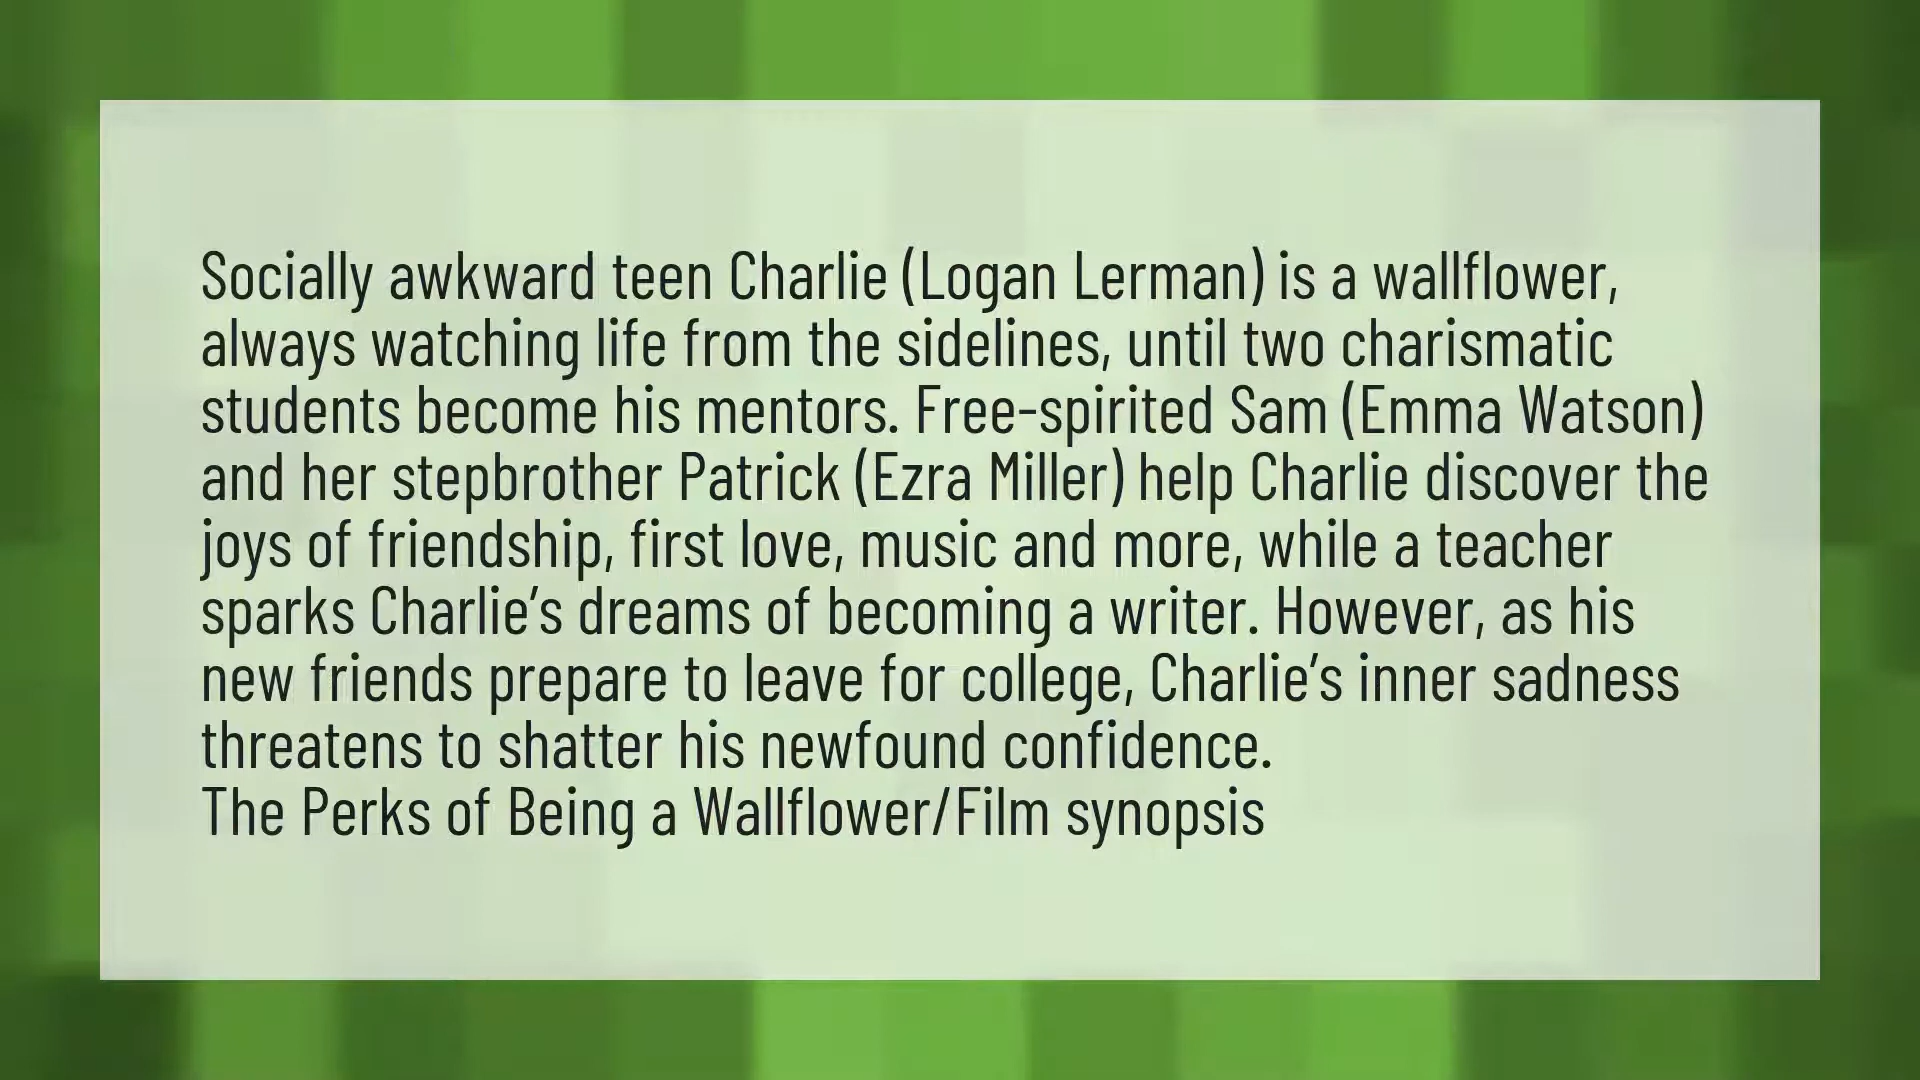 Socially awkward teen Charlie (Logan Lerman) is a wallflower,
always watching life from the sidelines, until two charismatic
students become his mentors. Free-spirited Sam (Emma Watson)
and her stepbrother Patrick (Ezra Miller) help Charlie discover the
joys of friendship, first love, music and more, while a teacher
sparks Charlie’s dreams of becoming a writer. However, as his
new friends prepare to leave for college, Charlie’s inner sadness
threatens to shatter his newfound confidence.
The Perks of Being a Wallflower/Film synopsis